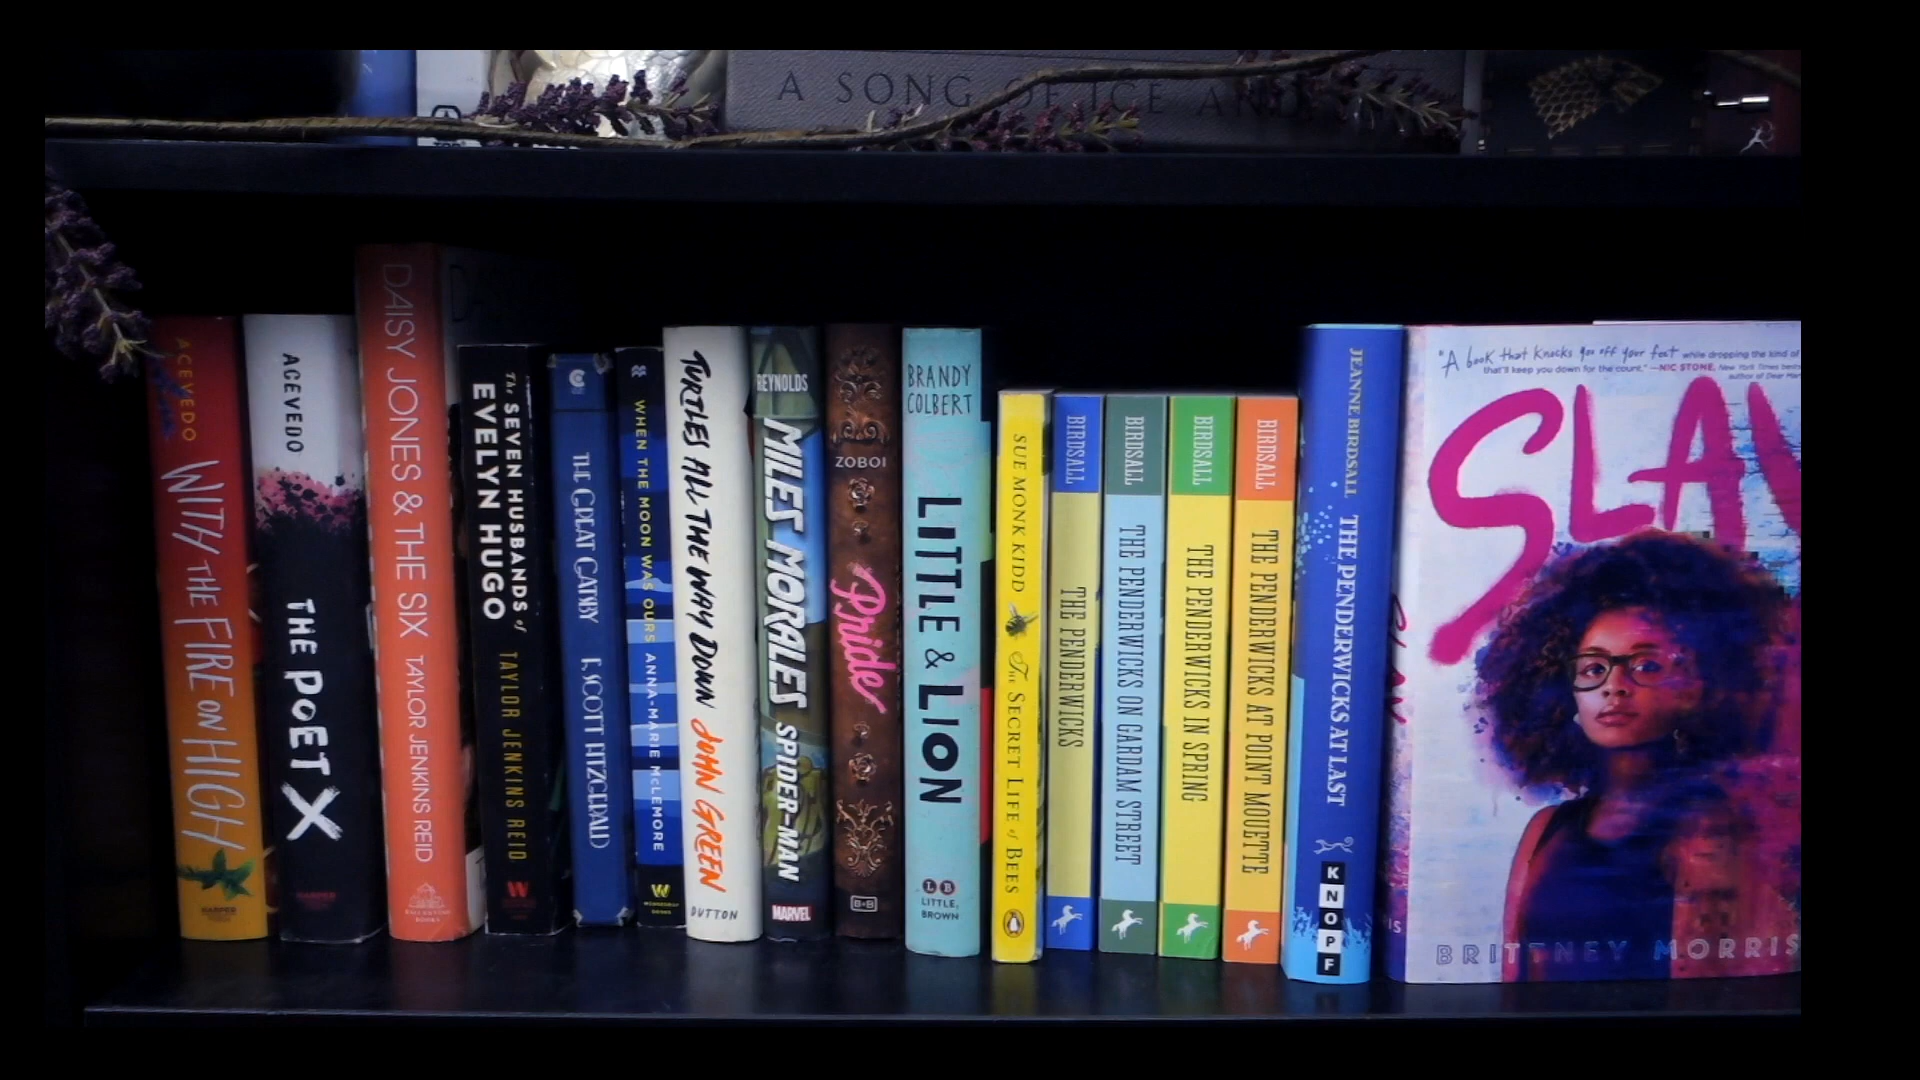 A SONG OF ICE AN
ACEVEDO
WITH THE FIRE ON HIGH
ACEVEDO
THE POET X
DAISY JONES & THE SIX TAYLOR JENKINS REID
BALLANTINE BOOKS
The SEVEN HUSBANDS of
EVELYN HUGO
TAYLOR JENKINS REID
W
THE GREAT GATSBY F. SCOTT FITZGERALD
WHEN THE MOON WAS OURS ANNA-MARIE McLEMORE
W
WEDNESDAY BOOKS
TURTLES ALL THE WAY DOWN JOHN GREEN
DUTTON
REYNOLDS
MILES MORALES SPIDER-MAN
MARVEL
ZOBOI
Pride
B+B
BRANDY
COLBERT
LITTLE & LION
L B
LITTLE,
BROWN
SUE MONK KIDD The SECRET LIFE of BEES
BIRDSALL
THE PENDERWICKS
BIRDSALL
THE PENDERWICKS ON GARDAM STREET
BIRDSALL
THE PENDERWICKS IN SPRING
BIRDSALL
THE PENDERWICKS AT POINT MOUETTE
JEANNE BIRDSALL THE PENDERWICKS AT LAST
KNOPF
SLAY
RIS
"A book that knocks you off your feet while dropping the kind of
that'll keep you down for the count." —NIC STONE, New York Times bests
author of Dear Mar
SLAY
BRITTNEY MORRIS